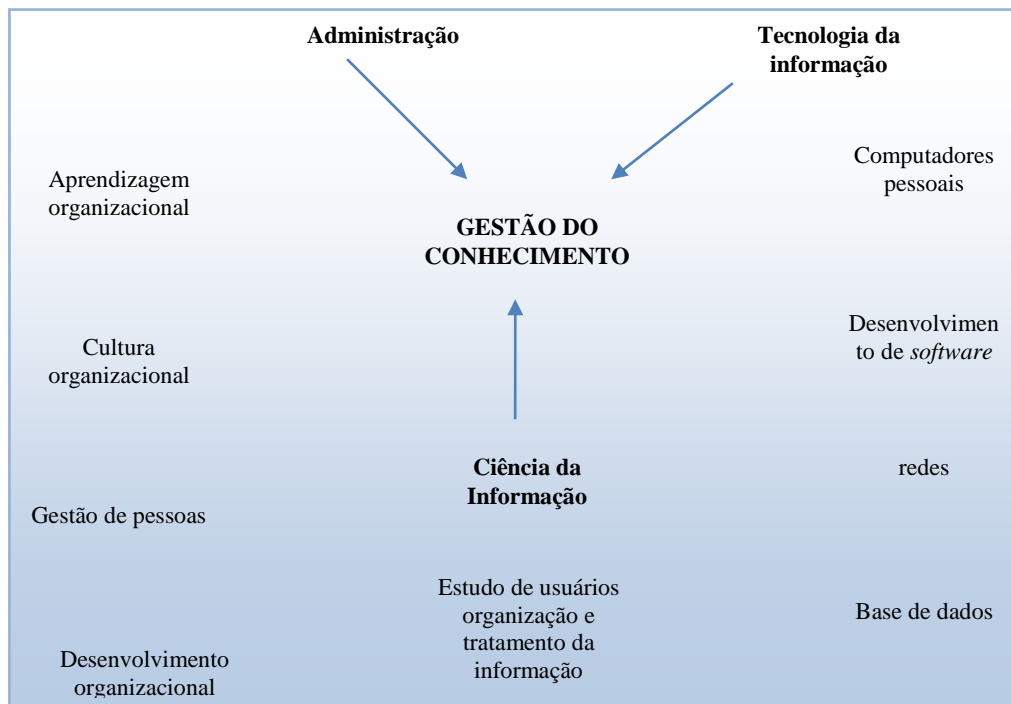 Administração
Tecnologia da
informação
Computadores
pessoais
Aprendizagem
organizacional
GESTÃO DO
CONHECIMENTO
Desenvolvimen
to de software
Cultura
organizacional
Ciência da
Informação
redes
Gestão de pessoas
Estudo de usuários
organização e
tratamento da
informação
Base de dados
Desenvolvimento
organizacional